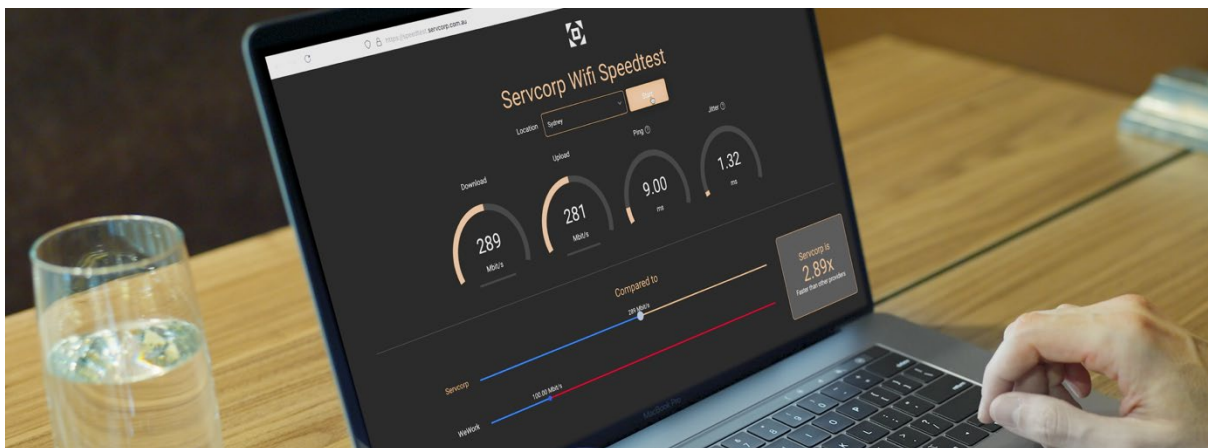 https://speedtest.servcorp.com.au
Servcorp Wifi Speedtest
Location Sydney Start
Download Upload Ping Jitter
289 281 9.00 1.32
Mbit/s Mbit/s ms ms
Compared to
289 Mbit/s
Servcorp
100.00 Mbit/s
WeWork
Servcorp is
2.89x
Faster than other providers
MacBook Pro